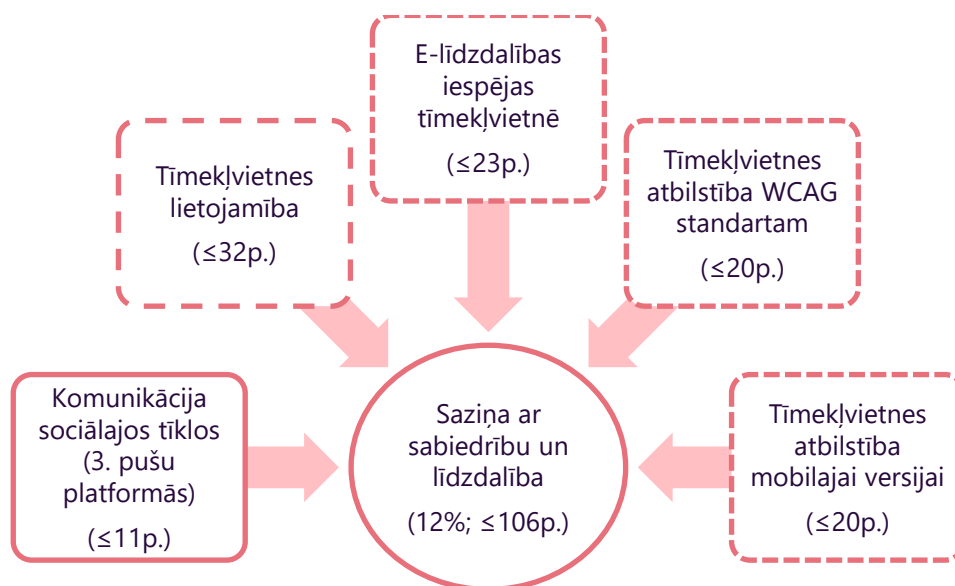 E-līdzdalības
iespējas
tīmekļvietnē
(≤23p.)
Tīmekļvietnes
lietojamība
(≤32p.)
Tīmekļvietnes
atbilstība WCAG
standartam
(≤20p.)
Komunikācija
sociālajos tīklos
(3. pušu
platformās)
(≤11p.)
Saziņa ar
sabiedrību un
līdzdalība
(12%; ≤106p.)
Tīmekļvietnes
atbilstība
mobilajai versijai
(≤20p.)